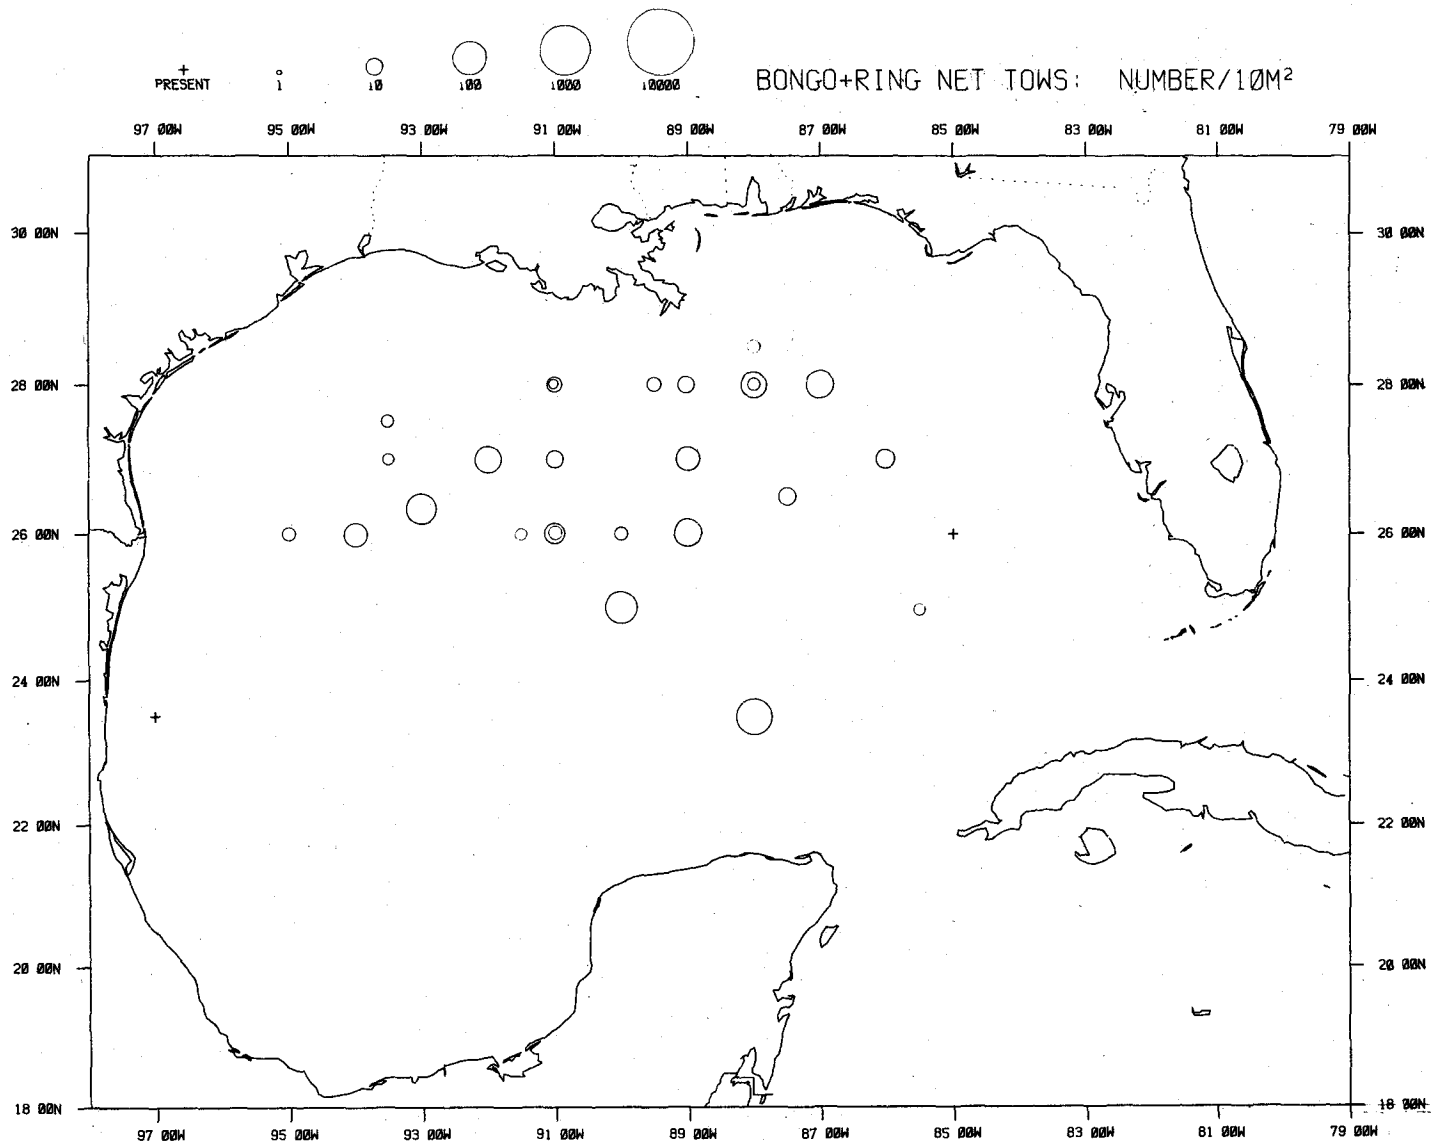 +
PRESENT
1
10
100
1000
10000
BONGO+RING NET TOWS: NUMBER/10M²
97 00W 95 00W 93 00W 91 00W 89 00W 87 00W 85 00W 83 00W 81 00W 79 00W
30 00N 30 00N
28 00N 28 00N
26 00N 26 00N
24 00N 24 00N
22 00N 22 00N
20 00N 20 00N
18 00N 18 00N
97 00W 95 00W 93 00W 91 00W 89 00W 87 00W 85 00W 83 00W 81 00W 79 00W